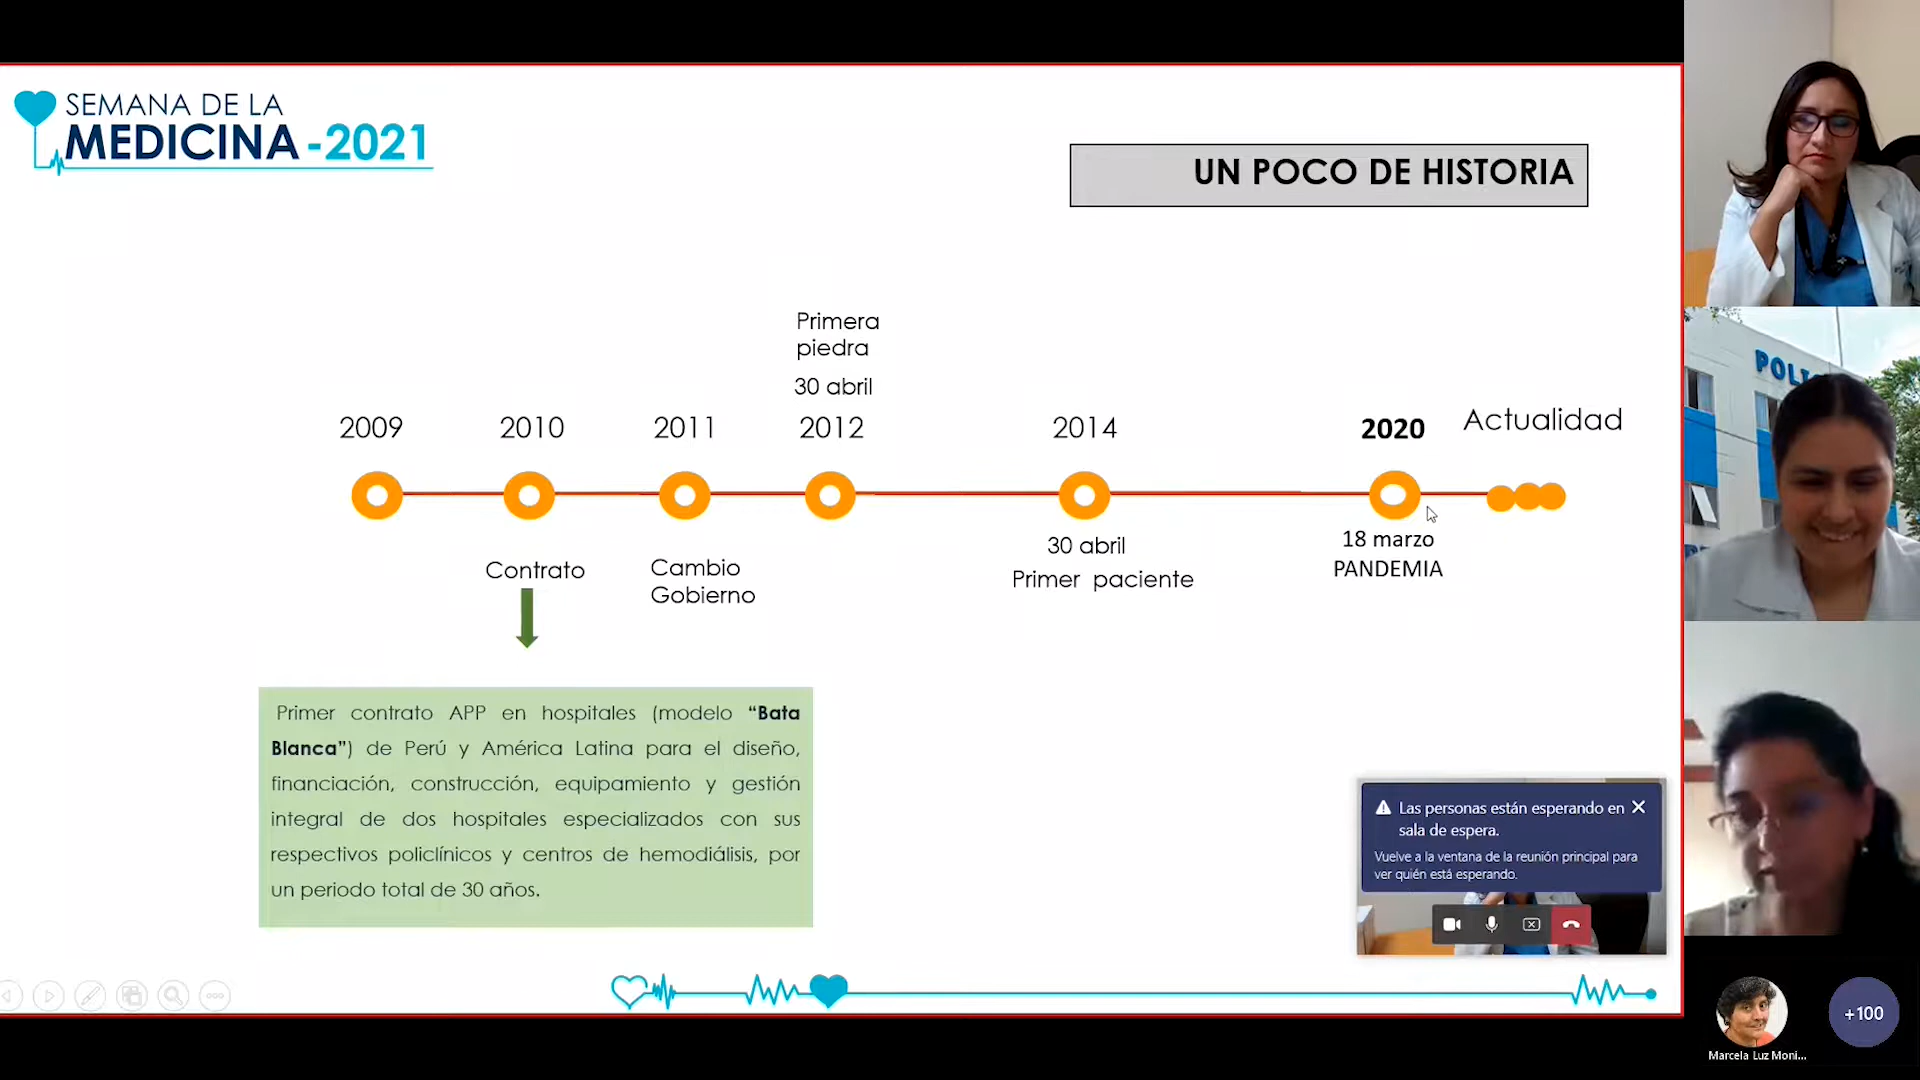 SEMANA DE LA
MEDICINA-2021
UN POCO DE HISTORIA
Primera
piedra
30 abril
2009
2010
2011
2012
2014
2020
Actualidad
Contrato
Cambio
Gobierno
30 abril
Primer paciente
18 marzo
PANDEMIA
Primer contrato APP en hospitales (modelo “Bata
Blanca”) de Perú y América Latina para el diseño,
financiación, construcción, equipamiento y gestión
integral de dos hospitales especializados con sus
respectivos policlínicos y centros de hemodiálisis, por
un periodo total de 30 años.
Las personas están esperando en
sala de espera.
Vuelve a la ventana de la reunión principal para
ver quién está esperando.
POLI
Marcela Luz Moni...
+100